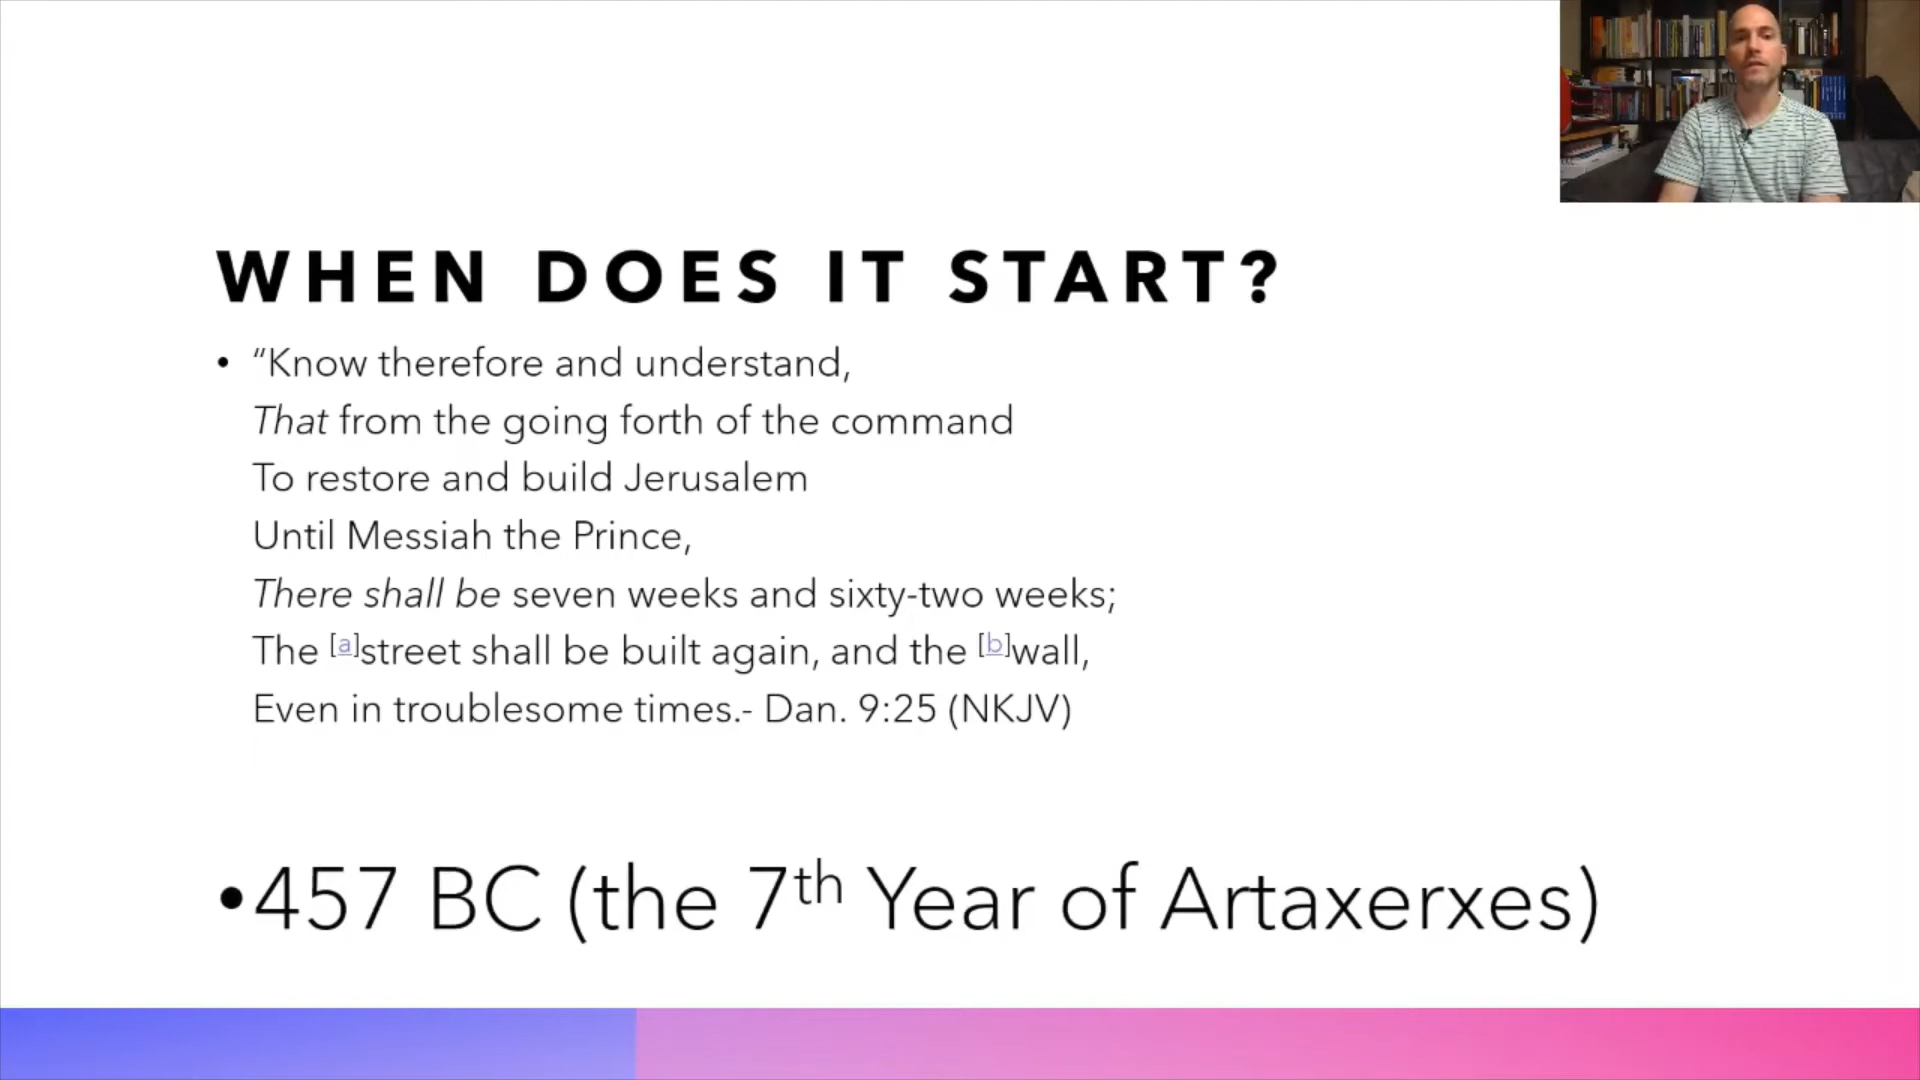 WHEN DOES IT START?
• “Know therefore and understand,
That from the going forth of the command
To restore and build Jerusalem
Until Messiah the Prince,
There shall be seven weeks and sixty-two weeks;
The [a]street shall be built again, and the [b]wall,
Even in troublesome times.- Dan. 9:25 (NKJV)
•457 BC (the 7th Year of Artaxerxes)